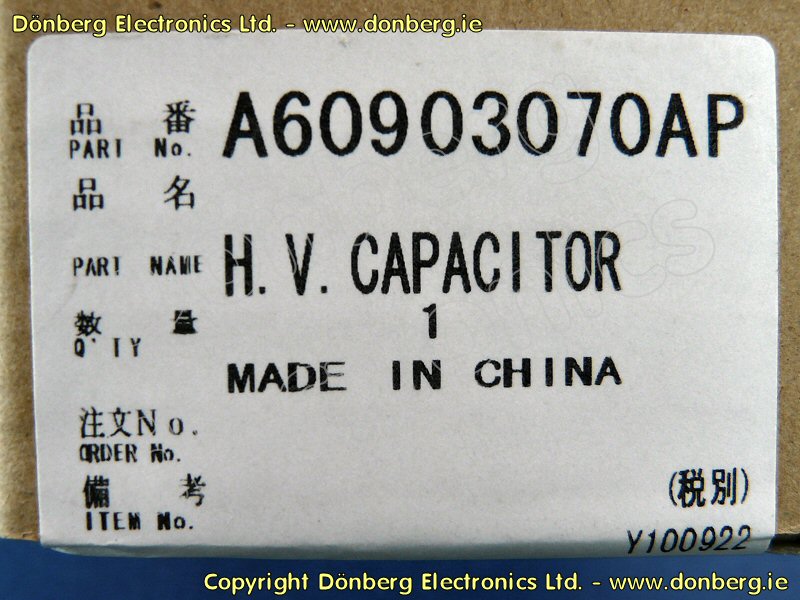 Dönberg Electronics Ltd. - www.donberg.ie
品 番
PART No. A60903070AP
品 名
PART NAME H.V.CAPACITOR
数 量 1
Q'TY
MADE IN CHINA
注文No.
ORDER No.
備 考 (税別)
ITEM No.
Y100922
Copyright Dönberg Electronics Ltd. - www.donberg.ie